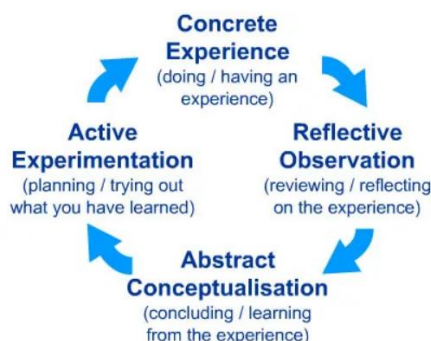 Concrete
Experience
(doing / having an
experience)
Reflective
Observation
(reviewing / reflecting
on the experience)
Abstract
Conceptualisation
(concluding / learning
from the experience)
Active
Experimentation
(planning / trying out
what you have learned)